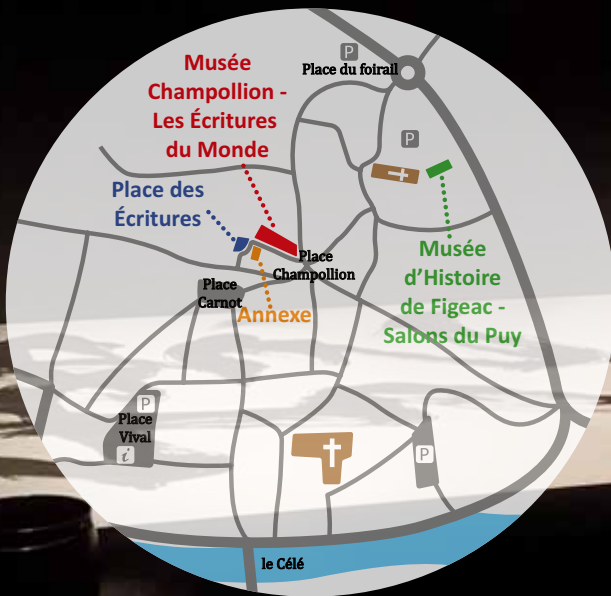 P
Place du foirail
Musée
Champollion -
Les Écritures
du Monde
P
Place des
Écritures
Musée
d'Histoire
de Figeac -
Salons du Puy
Place
Champollion
Place
Carnot
Annexe
P
Place
Vival
i
P
le Célé